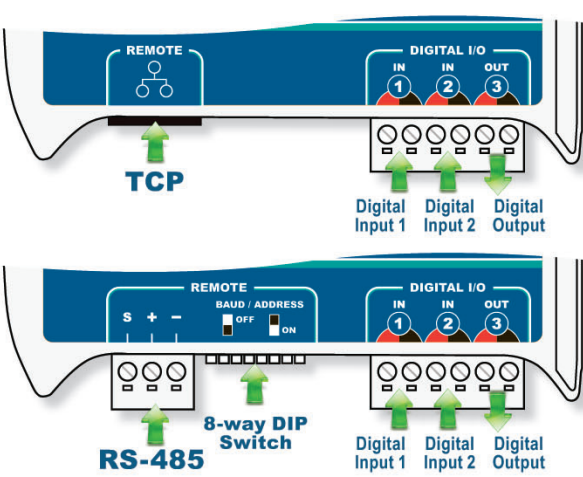 REMOTE
DIGITAL I/O
IN IN OUT
1 2 3
TCP
Digital Input 1
Digital Input 2
Digital Output
REMOTE
BAUD / ADDRESS
OFF
ON
S + −
DIGITAL I/O
IN IN OUT
1 2 3
8-way DIP
Switch
RS-485
Digital Input 1
Digital Input 2
Digital Output